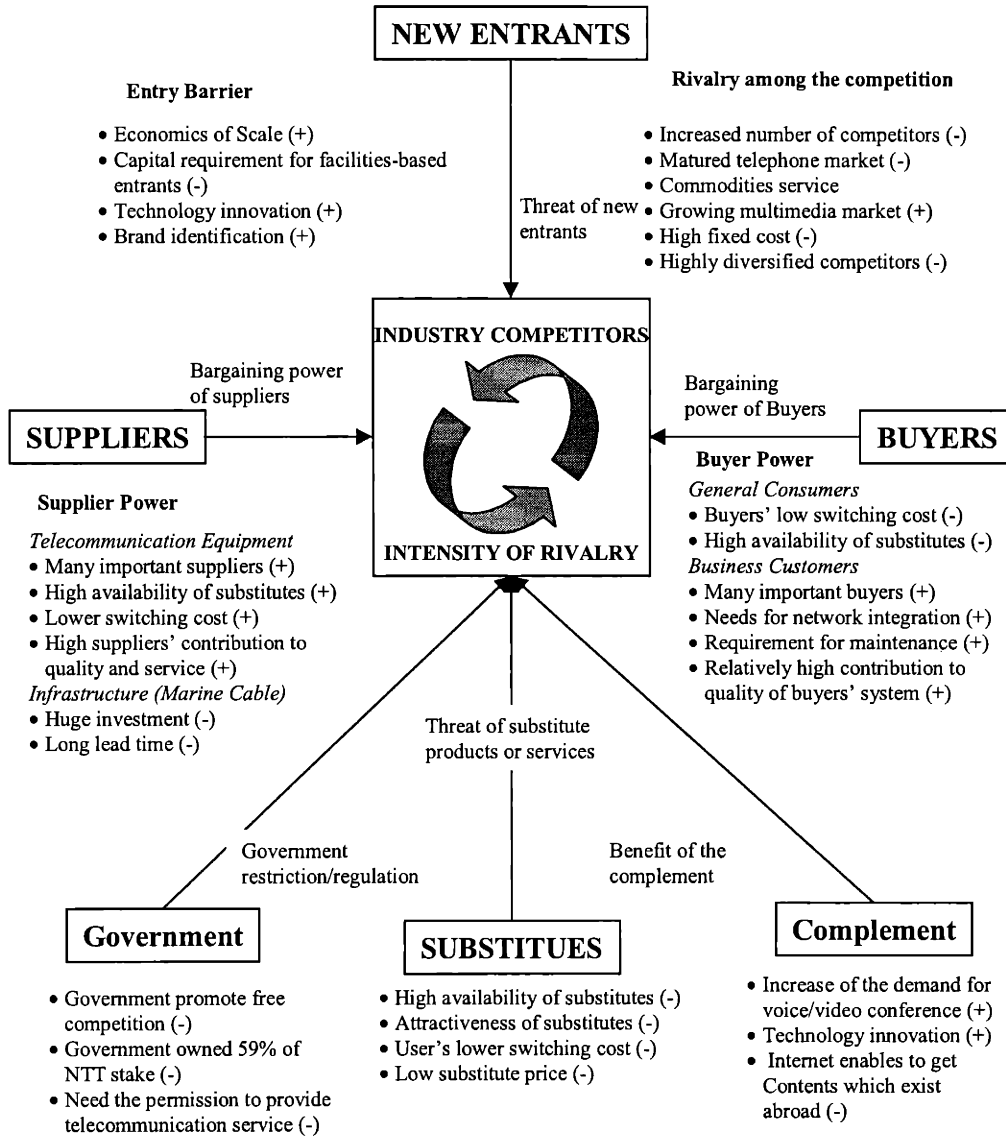 NEW ENTRANTS
Entry Barrier
• Economics of Scale (+)
• Capital requirement for facilities-based
entrants (-)
• Technology innovation (+)
• Brand identification (+)
Rivalry among the competition
• Increased number of competitors (-)
• Matured telephone market (-)
• Commodities service
• Growing multimedia market (+)
• High fixed cost (-)
• Highly diversified competitors (-)
Threat of new
entrants
INDUSTRY COMPETITORS
INTENSITY OF RIVALRY
Bargaining power
of suppliers
SUPPLIERS
Supplier Power
Telecommunication Equipment
• Many important suppliers (+)
• High availability of substitutes (+)
• Lower switching cost (+)
• High suppliers' contribution to
quality and service (+)
Infrastructure (Marine Cable)
• Huge investment (-)
• Long lead time (-)
Bargaining
power of Buyers
BUYERS
Buyer Power
General Consumers
• Buyers' low switching cost (-)
• High availability of substitutes (-)
Business Customers
• Many important buyers (+)
• Needs for network integration (+)
• Requirement for maintenance (+)
• Relatively high contribution to
quality of buyers' system (+)
Threat of substitute
products or services
Government
restriction/regulation
Benefit of the
complement
Government
• Government promote free
competition (-)
• Government owned 59% of
NTT stake (-)
• Need the permission to provide
telecommunication service (-)
SUBSTITUES
• High availability of substitutes (-)
• Attractiveness of substitutes (-)
• User's lower switching cost (-)
• Low substitute price (-)
Complement
• Increase of the demand for
voice/video conference (+)
• Technology innovation (+)
• Internet enables to get
Contents which exist
abroad (-)